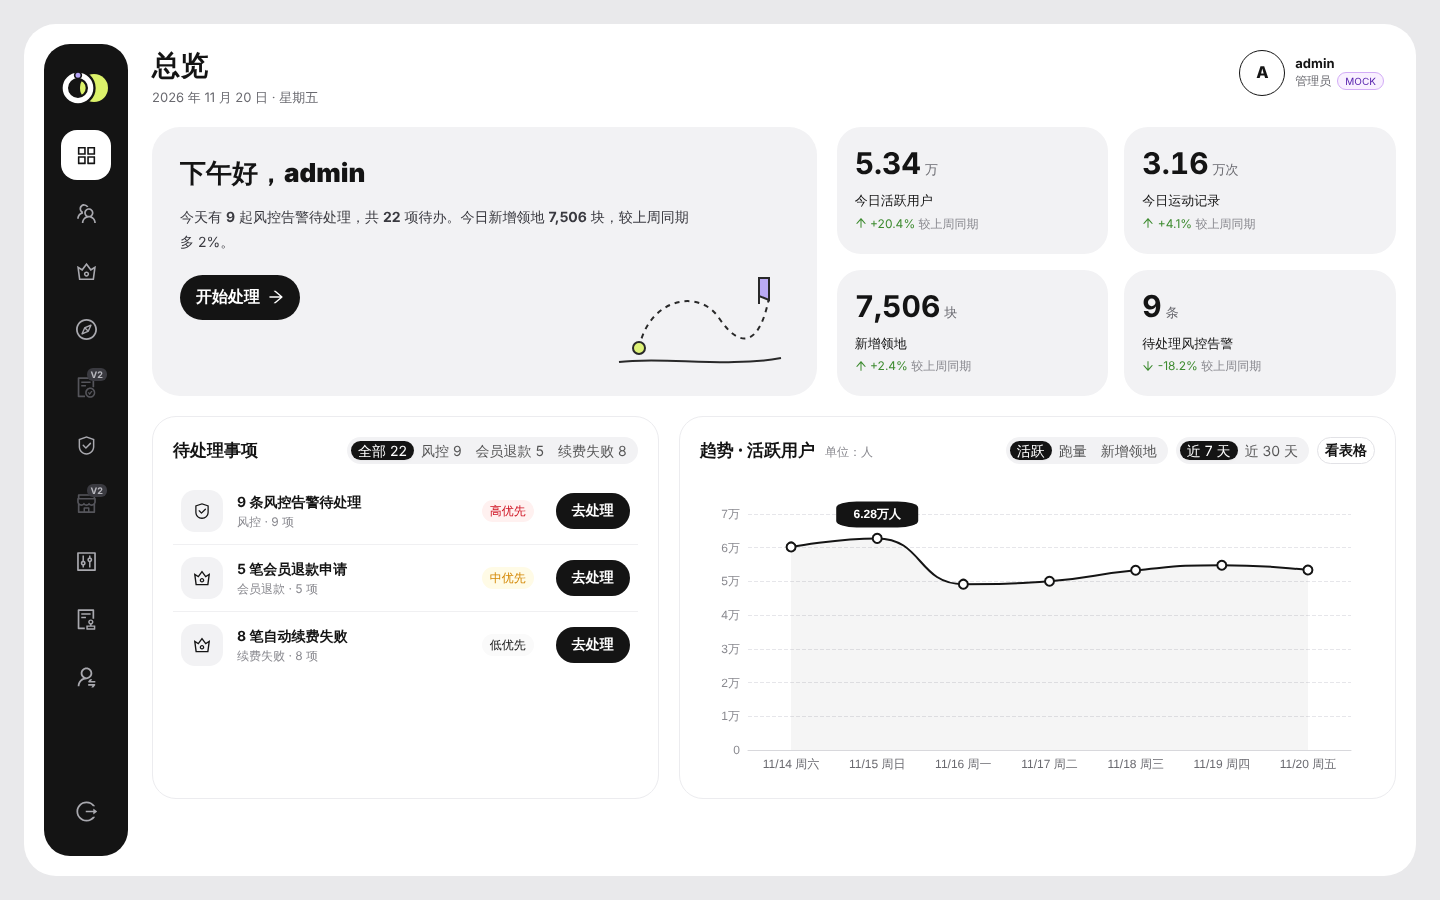 总览
2026 年 11 月 20 日 · 星期五
A
admin
管理员 MOCK
V2
V2
下午好，admin
今天有 9 起风控告警待处理，共 22 项待办。今日新增领地 7,506 块，较上周同期
多 2%。
开始处理
5.34 万
今日活跃用户
+20.4% 较上周同期
3.16 万次
今日运动记录
+4.1% 较上周同期
7,506 块
新增领地
+2.4% 较上周同期
9 条
待处理风控告警
-18.2% 较上周同期
待处理事项
全部 22 风控 9 会员退款 5 续费失败 8
9 条风控告警待处理
风控 · 9 项
高优先
去处理
5 笔会员退款申请
会员退款 · 5 项
中优先
去处理
8 笔自动续费失败
续费失败 · 8 项
低优先
去处理
趋势 · 活跃用户 单位：人
活跃 跑量 新增领地
近 7 天 近 30 天
看表格
6.28万人
7万
6万
5万
4万
3万
2万
1万
0
11/14 周六 11/15 周日 11/16 周一 11/17 周二 11/18 周三 11/19 周四 11/20 周五